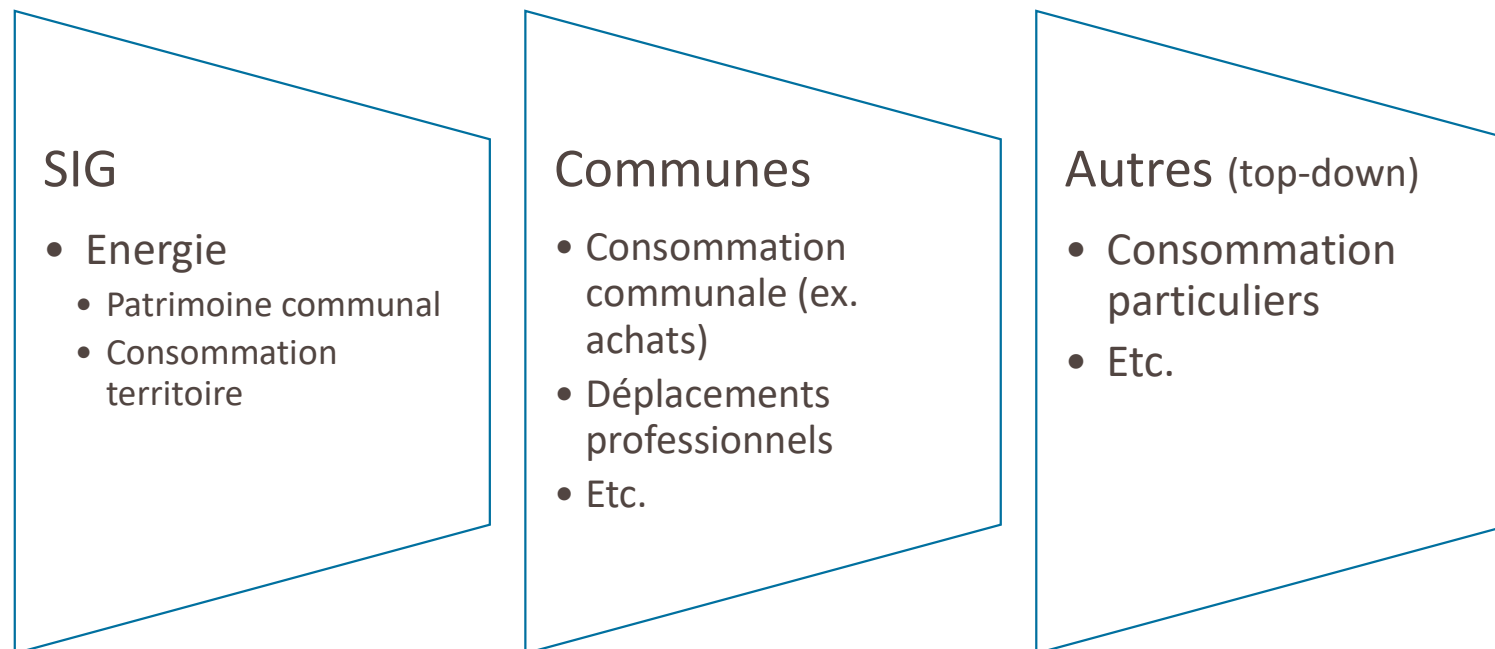 SIG
• Energie
• Patrimoine communal
• Consommation
territoire
Communes
• Consommation
communale (ex.
achats)
• Déplacements
professionnels
• Etc.
Autres (top-down)
• Consommation
particuliers
• Etc.